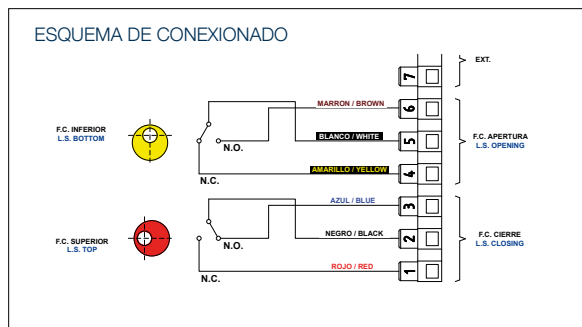 ESQUEMA DE CONEXIONADO
EXT.
7
MARRON / BROWN
6
F.C. INFERIOR
L.S. BOTTOM
BLANCO / WHITE
5
F.C. APERTURA
L.S. OPENING
N.O.
AMARILLO / YELLOW
4
N.C.
AZUL / BLUE
3
F.C. SUPERIOR
L.S. TOP
NEGRO / BLACK
2
F.C. CIERRE
L.S. CLOSING
N.O.
ROJO / RED
1
N.C.